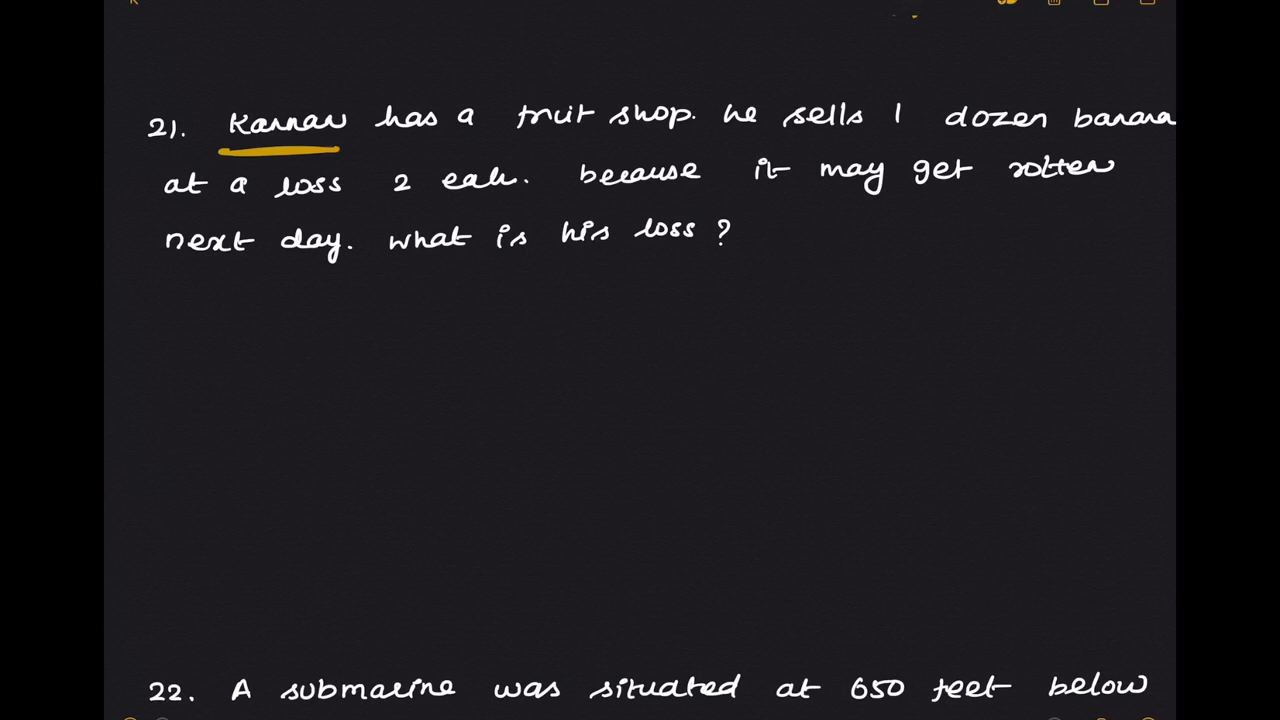 21. Kannan has a fruit shop. he sells 1 dozen banana
at a loss 2 each. because it may get rotten
next day. what is his loss ?
22. A submarine was situated at 650 feet below